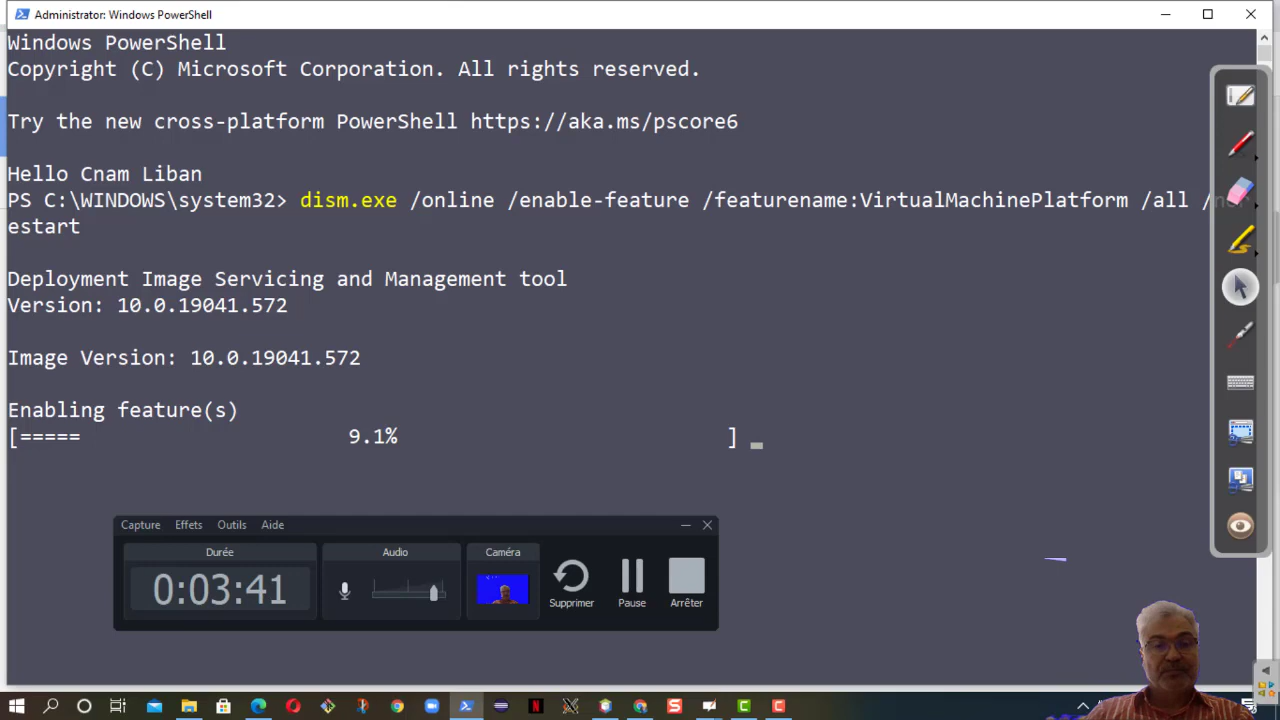 Administrator: Windows PowerShell
Windows PowerShell
Copyright (C) Microsoft Corporation. All rights reserved.
Try the new cross-platform PowerShell https://aka.ms/pscore6
Hello Cnam Liban
PS C:\WINDOWS\system32> dism.exe /online /enable-feature /featurename:VirtualMachinePlatform /all /nor
estart
Deployment Image Servicing and Management tool
Version: 10.0.19041.572
Image Version: 10.0.19041.572
Enabling feature(s)
[===== 9.1% ]
Capture Effets Outils Aide
Durée Audio Caméra
0:03:41
Supprimer Pause Arrêter